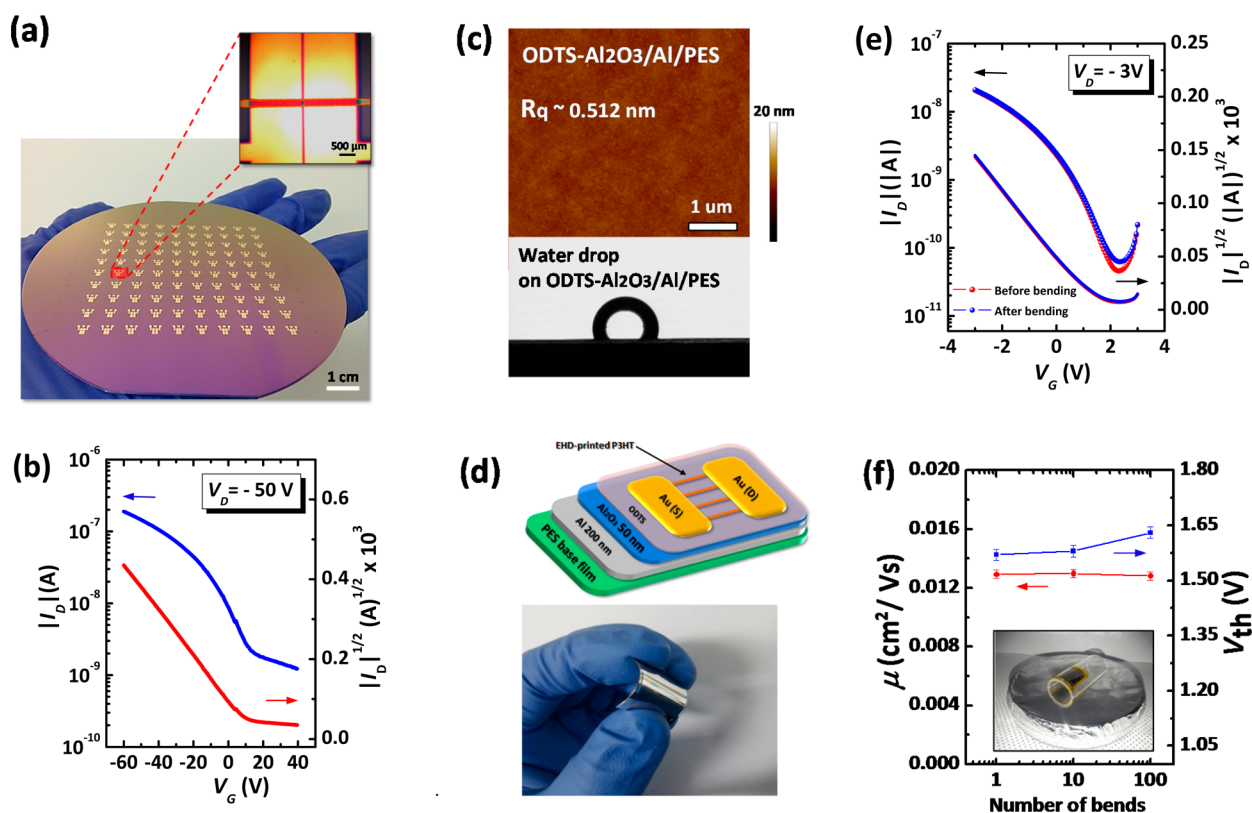 (a)
500 µm
1 cm
(b)
10⁻⁶
10⁻⁷
10⁻⁸
10⁻⁹
10⁻¹⁰
|I_D| (A)
V_D= - 50 V
0.6
0.4
0.2
0.0
|I_D|^1/2 (A)^1/2 x 10³
-60 -40 -20 0 20 40
V_G (V)
(c)
ODTS-Al2O3/Al/PES
Rq ~ 0.512 nm
1 um
20 nm
0
Water drop
on ODTS-Al2O3/Al/PES
(d)
EHD-printed P3HT
Au (S)
Au (D)
ODTS
Al₂O₃ 50 nm
Al 200 nm
PES base film
(e)
10⁻⁷
10⁻⁸
10⁻⁹
10⁻¹⁰
10⁻¹¹
|I_D| (|A|)
V_D= - 3V
Before bending
After bending
0.25
0.20
0.15
0.10
0.05
0.00
|I_D|^1/2 (|A|)^1/2 x 10³
-4 -2 0 2 4
V_G (V)
(f)
0.020
0.016
0.012
0.008
0.004
0.000
µ (cm²/ Vs)
1.80
1.65
1.50
1.35
1.20
1.05
V_th (V)
1 10 100
Number of bends